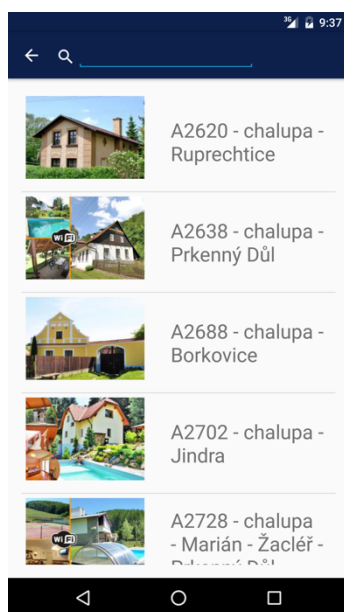 3G 9:37
A2620 - chalupa -
Ruprechtice
WiFi
A2638 - chalupa -
Prkenný Důl
A2688 - chalupa -
Borkovice
A2702 - chalupa -
Jindra
WiFi
A2728 - chalupa
- Marián - Žacléř -